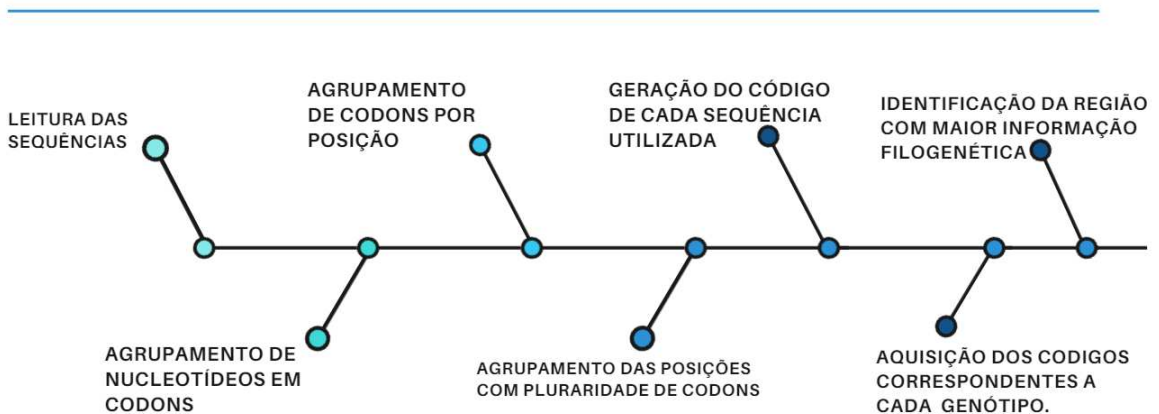 LEITURA DAS
SEQUÊNCIAS
AGRUPAMENTO DE
NUCLEOTÍDEOS EM
CODONS
AGRUPAMENTO
DE CODONS POR
POSIÇÃO
AGRUPAMENTO DAS POSIÇÕES
COM PLURARIDADE DE CODONS
GERAÇÃO DO CÓDIGO
DE CADA SEQUÊNCIA
UTILIZADA
AQUISIÇÃO DOS CODIGOS
CORRESPONDENTES A
CADA GENÓTIPO.
IDENTIFICAÇÃO DA REGIÃO
COM MAIOR INFORMAÇÃO
FILOGENÉTICA